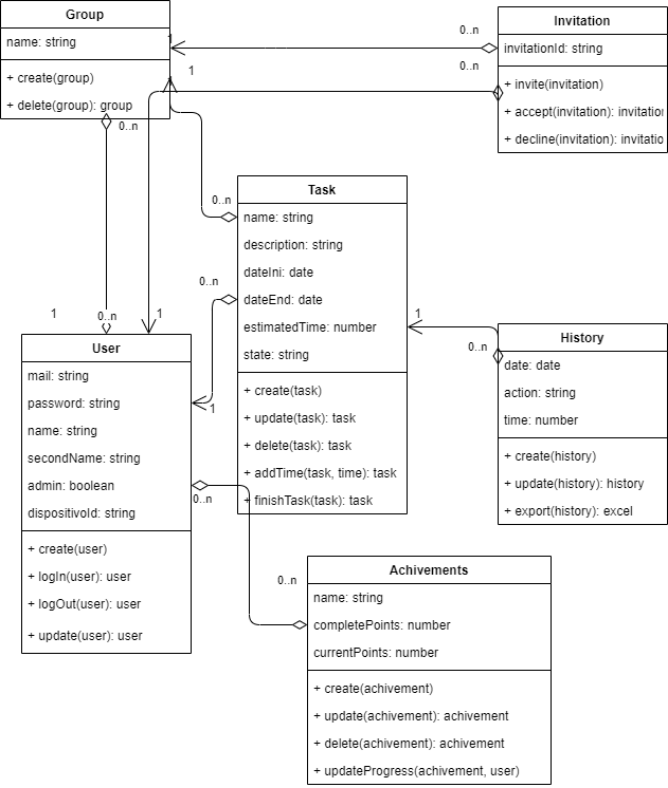 Group
name: string
+ create(group)
+ delete(group): group
Invitation
invitationId: string
+ invite(invitation)
+ accept(invitation): invitatio
+ decline(invitation): invitatio
1
0..n
1
0..n
0..n
0..n
0..n
1
0..n
1
1
Task
name: string
description: string
dateIni: date
dateEnd: date
estimatedTime: number
state: string
+ create(task)
+ update(task): task
+ delete(task): task
+ addTime(task, time): task
+ finishTask(task): task
User
mail: string
password: string
name: string
secondName: string
admin: boolean
dispositivoId: string
+ create(user)
+ logIn(user): user
+ logOut(user): user
+ update(user): user
1
0..n
History
date: date
action: string
time: number
+ create(history)
+ update(history): history
+ export(history): excel
1
0..n
0..n
Achivements
name: string
completePoints: number
currentPoints: number
+ create(achivement)
+ update(achivement): achivement
+ delete(achivement): achivement
+ updateProgress(achivement, user)